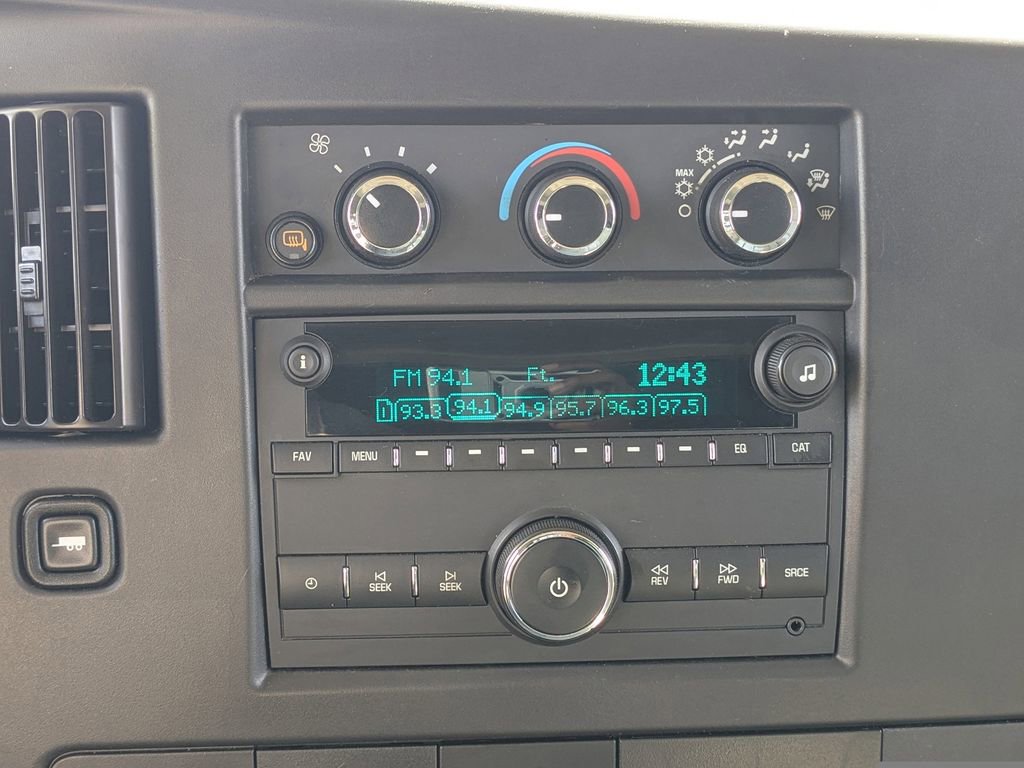 MAX
i
FM 94.1 Ft. 12:43
1 93.3 94.1 94.9 95.7 96.3 97.5
FAV MENU EQ CAT
SEEK SEEK REV FWD SRCE